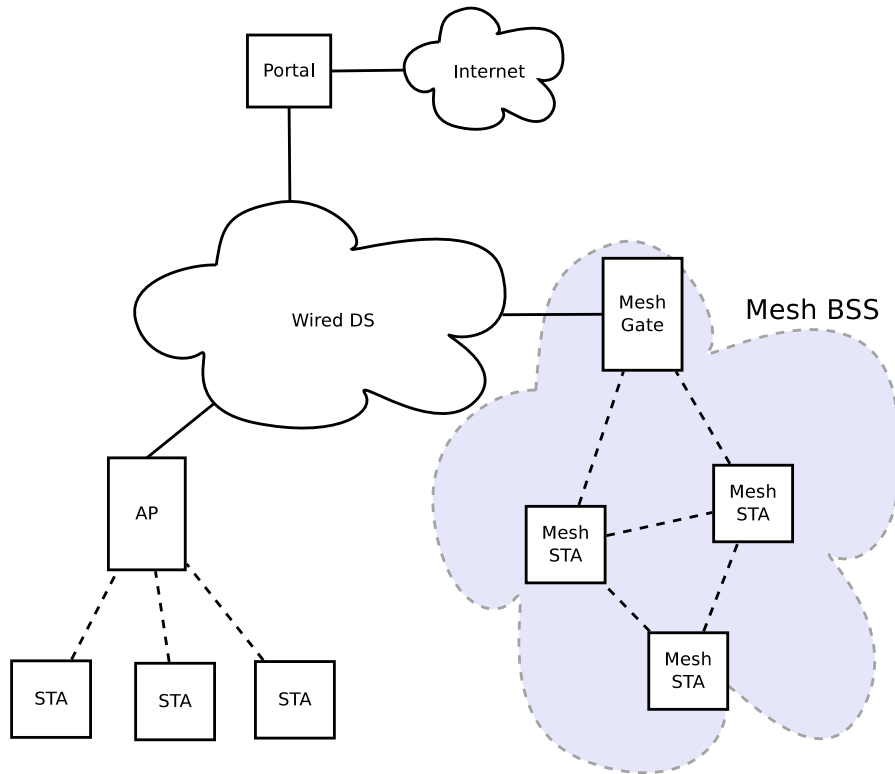 Portal
Internet
Wired DS
Mesh
Gate
Mesh BSS
AP
Mesh
STA
Mesh
STA
Mesh
STA
STA
STA
STA